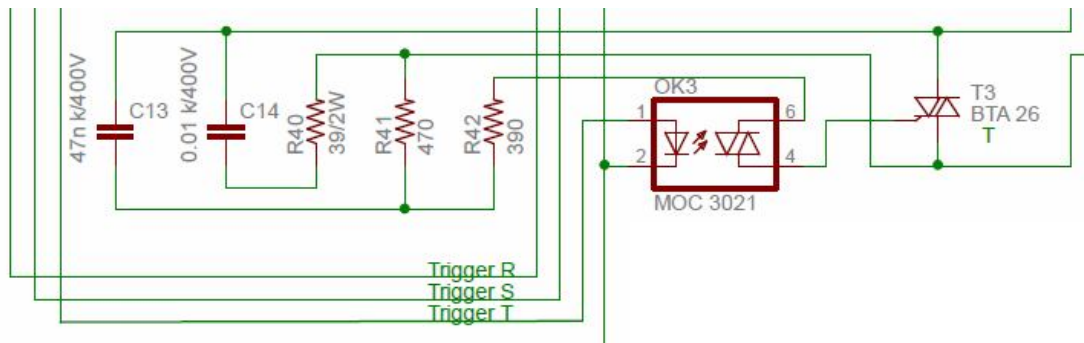 47n k/400V
C13
0.01 k/400V
C14
R40
39/2W
R41
470
R42
390
OK3
1
6
2
4
MOC 3021
T3
BTA 26
T
Trigger R
Trigger S
Trigger T